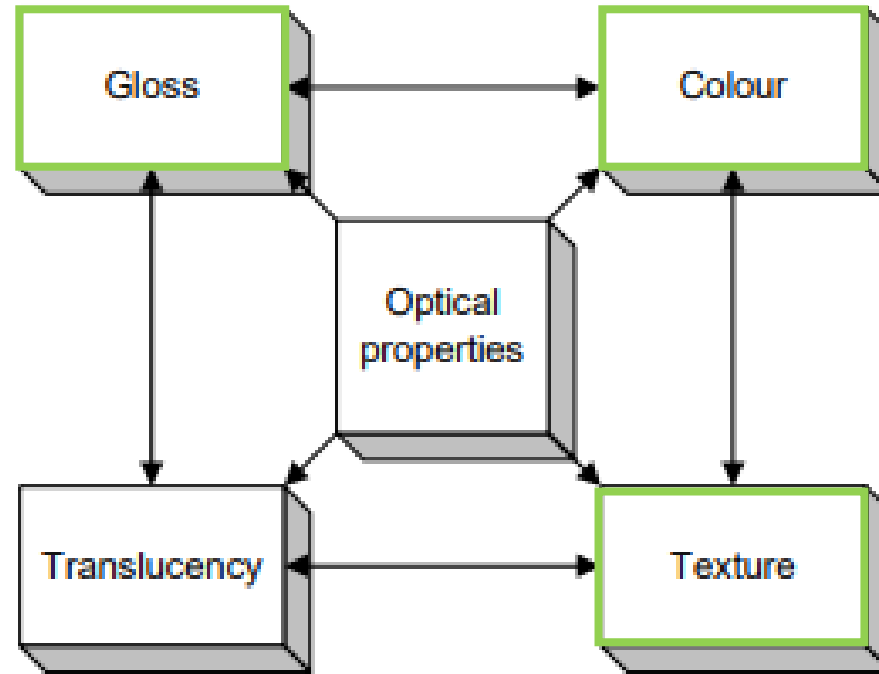 Gloss
Colour
Optical
properties
Translucency
Texture